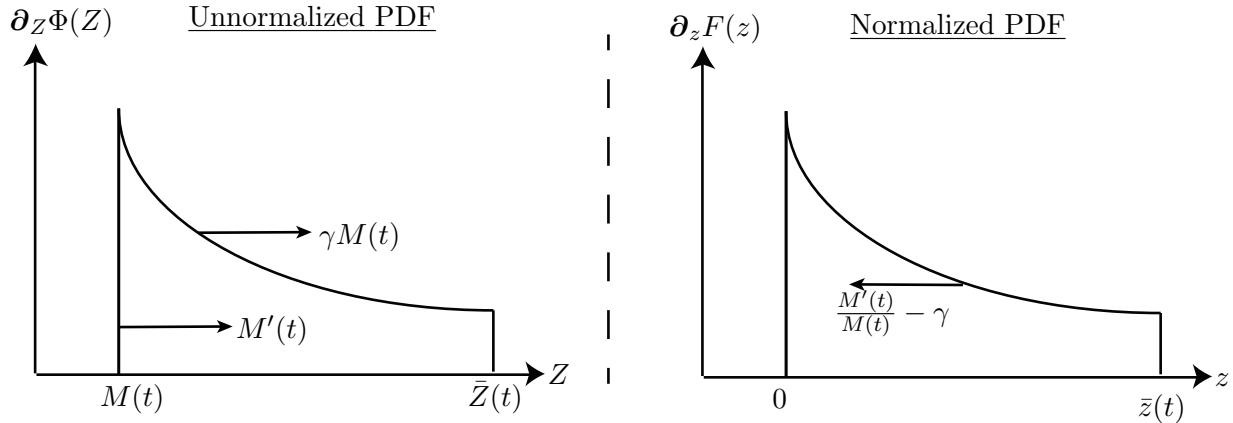 ∂_ZΦ(Z)
Unnormalized PDF
γM(t)
M′(t)
M(t)
Z̄(t)
Z
∂_zF(z)
Normalized PDF
M′(t)/M(t) − γ
0
z̄(t)
z